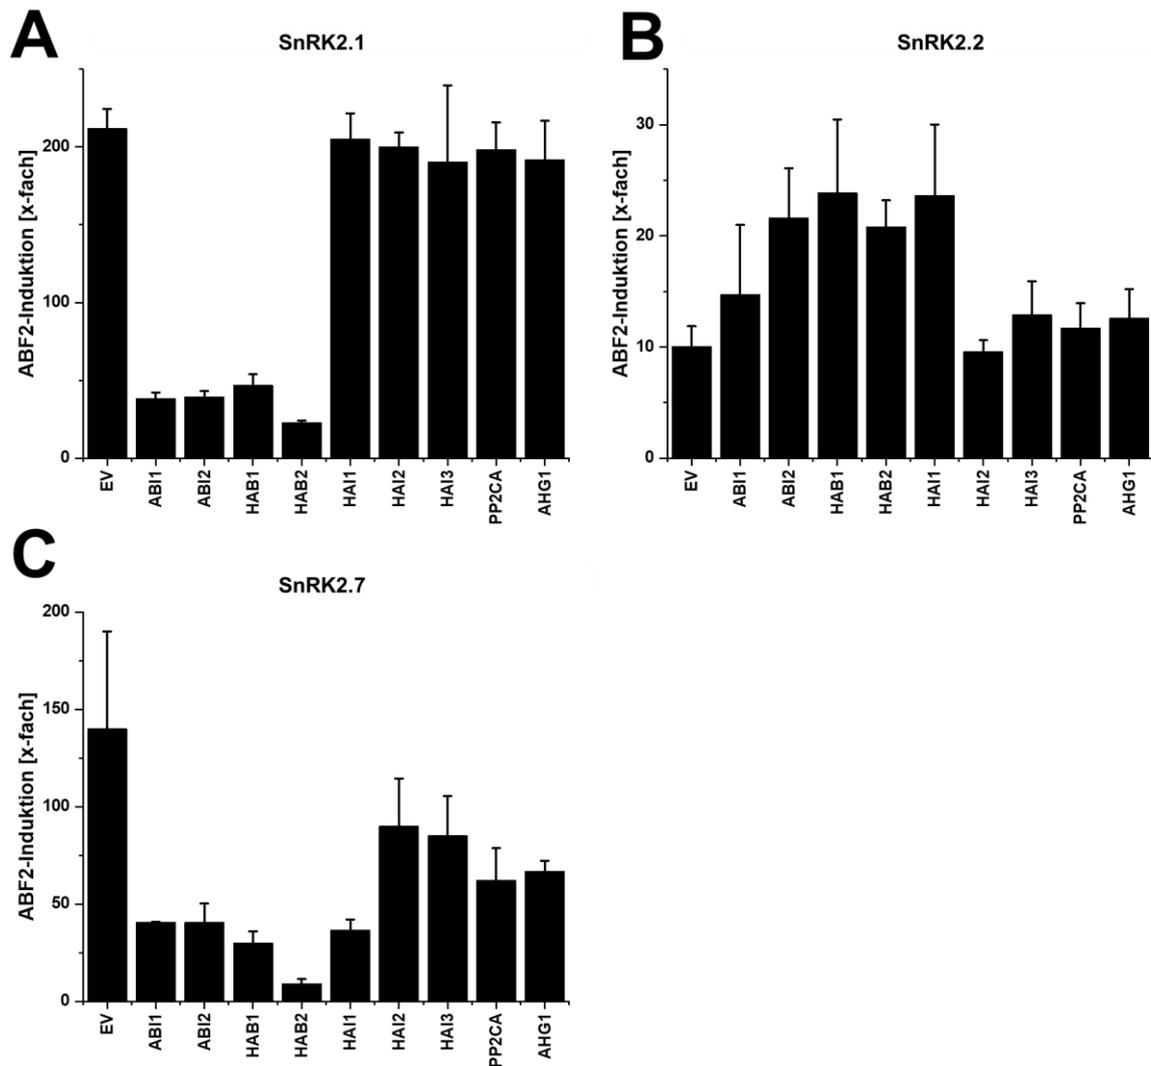 A
SnRK2.1
ABF2-Induktion [x-fach]
200
100
0
EV
ABI1
ABI2
HAB1
HAB2
HAI1
HAI2
HAI3
PP2CA
AHG1
B
SnRK2.2
ABF2-Induktion [x-fach]
30
20
10
0
EV
ABI1
ABI2
HAB1
HAB2
HAI1
HAI2
HAI3
PP2CA
AHG1
C
SnRK2.7
ABF2-Induktion [x-fach]
200
150
100
50
0
EV
ABI1
ABI2
HAB1
HAB2
HAI1
HAI2
HAI3
PP2CA
AHG1